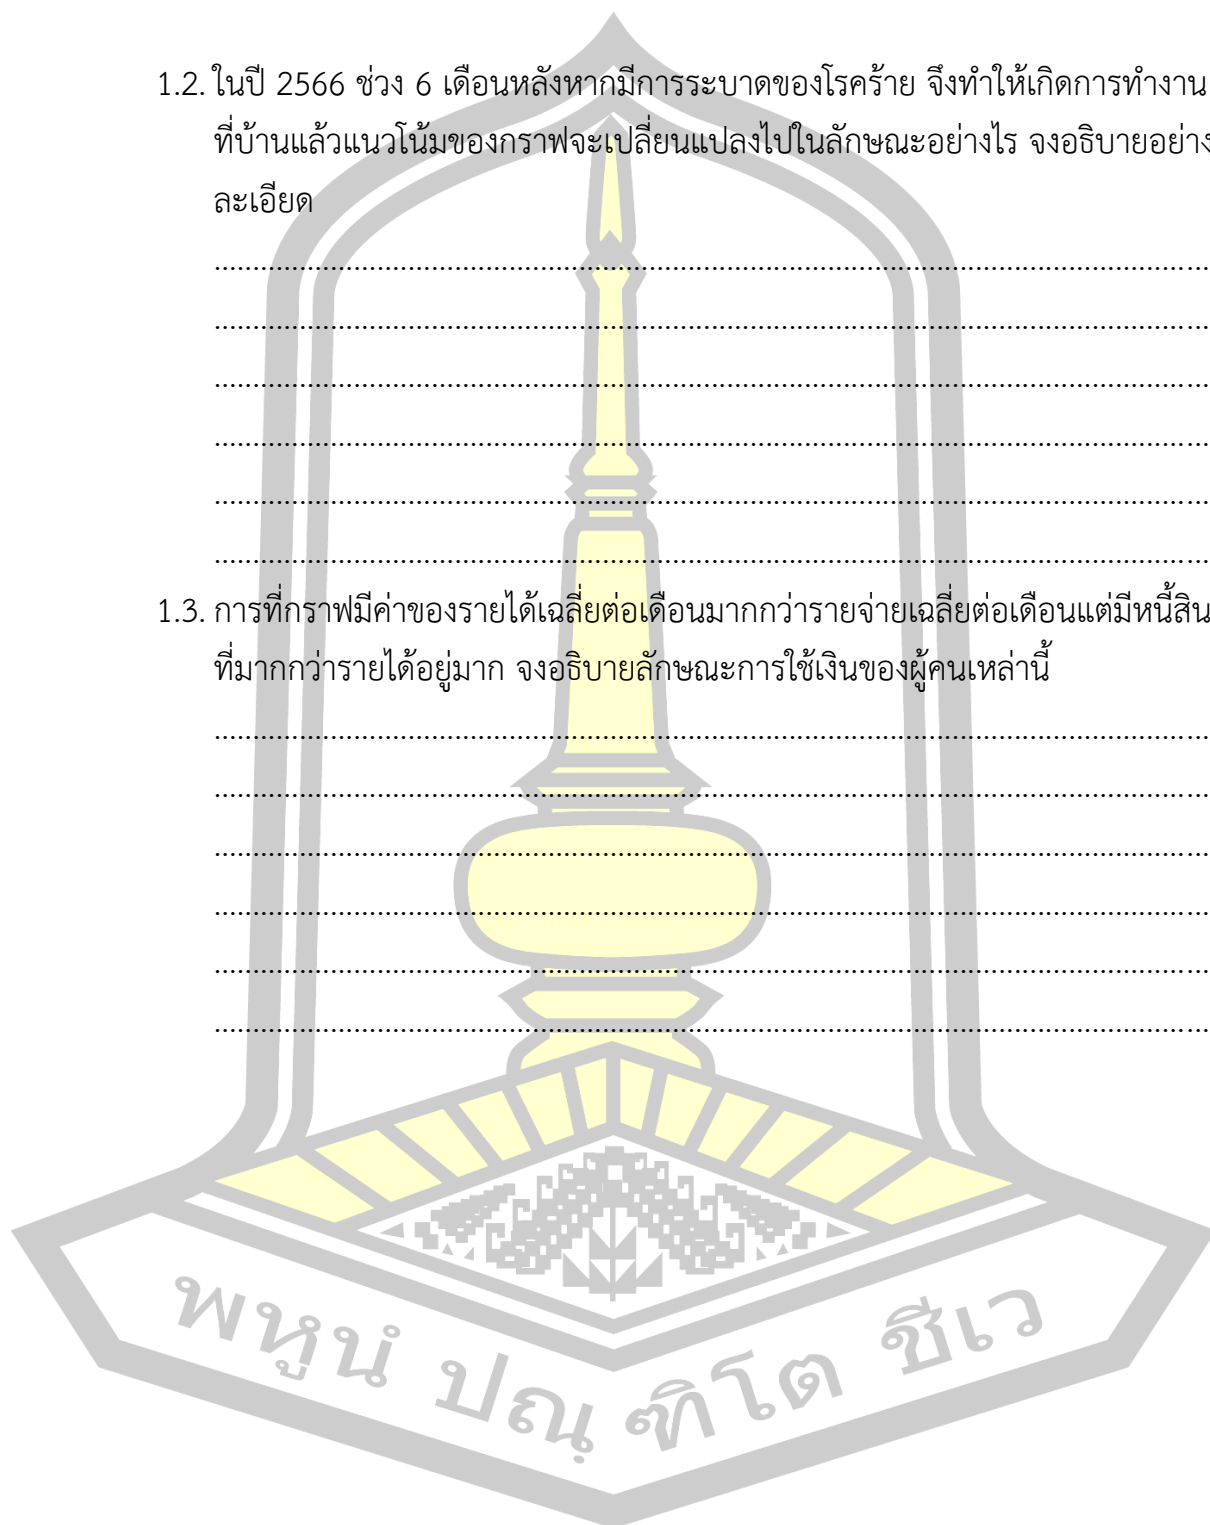 1.2. ในปี 2566 ช่วง 6 เดือนหลังหากมีการระบาดของโรคร้าย จึงทำให้เกิดการทำงาน
ที่บ้านแล้วแนวโน้มของกราฟจะเปลี่ยนแปลงไปในลักษณะอย่างไร จงอธิบายอย่าง
ละเอียด
1.3. การที่กราฟมีค่าของรายได้เฉลี่ยต่อเดือนมากกว่ารายจ่ายเฉลี่ยต่อเดือนแต่มีหนี้สิน
ที่มากกว่ารายได้อยู่มาก จงอธิบายลักษณะการใช้เงินของผู้คนเหล่านี้
พหูนํ ปณฺฑิโต ชีเว